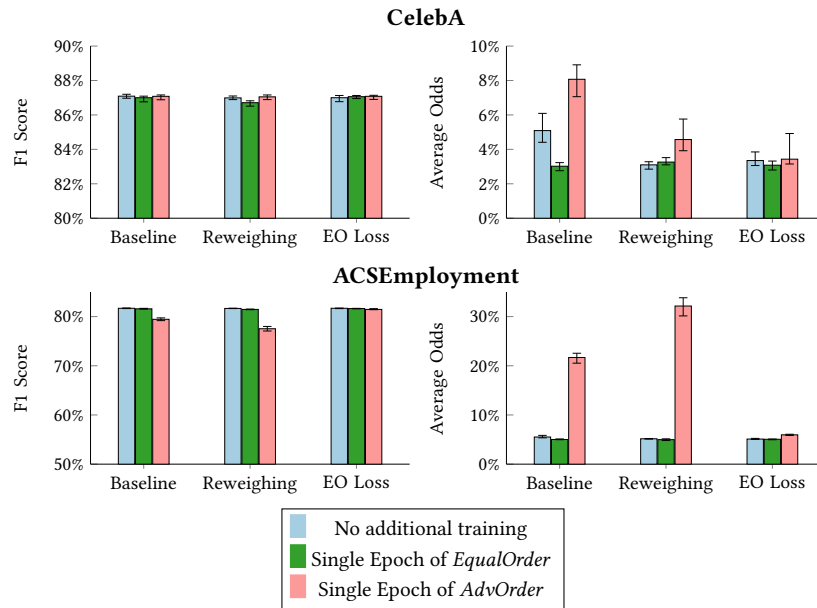 CelebA
F1 Score
90%
88%
86%
84%
82%
80%
Baseline Reweighing EO Loss
Average Odds
10%
8%
6%
4%
2%
0%
Baseline Reweighing EO Loss
ACSEmployment
F1 Score
80%
70%
60%
50%
Baseline Reweighing EO Loss
Average Odds
30%
20%
10%
0%
Baseline Reweighing EO Loss
No additional training
Single Epoch of EqualOrder
Single Epoch of AdvOrder